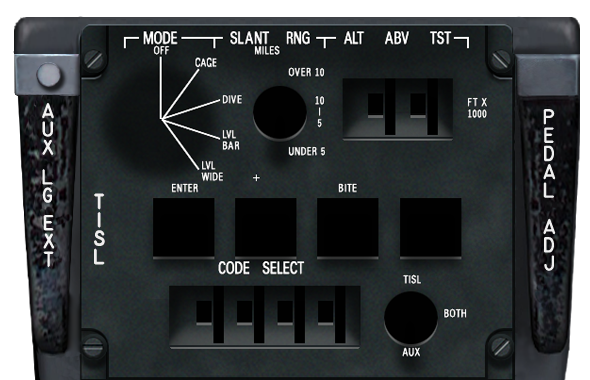 MODE SLANT RNG ALT ABV TST
OFF MILES
CAGE
OVER 10
DIVE
10
5
FT X
1000
LVL
BAR
UNDER 5
LVL
WIDE
+
ENTER BITE
CODE SELECT
TISL
BOTH
AUX
TISL
AUX LG EXT
PEDAL ADJ